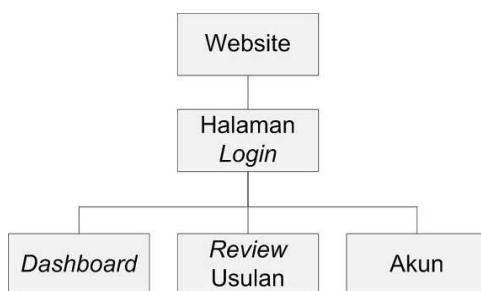 Website
Halaman
Login
Dashboard
Review
Usulan
Akun